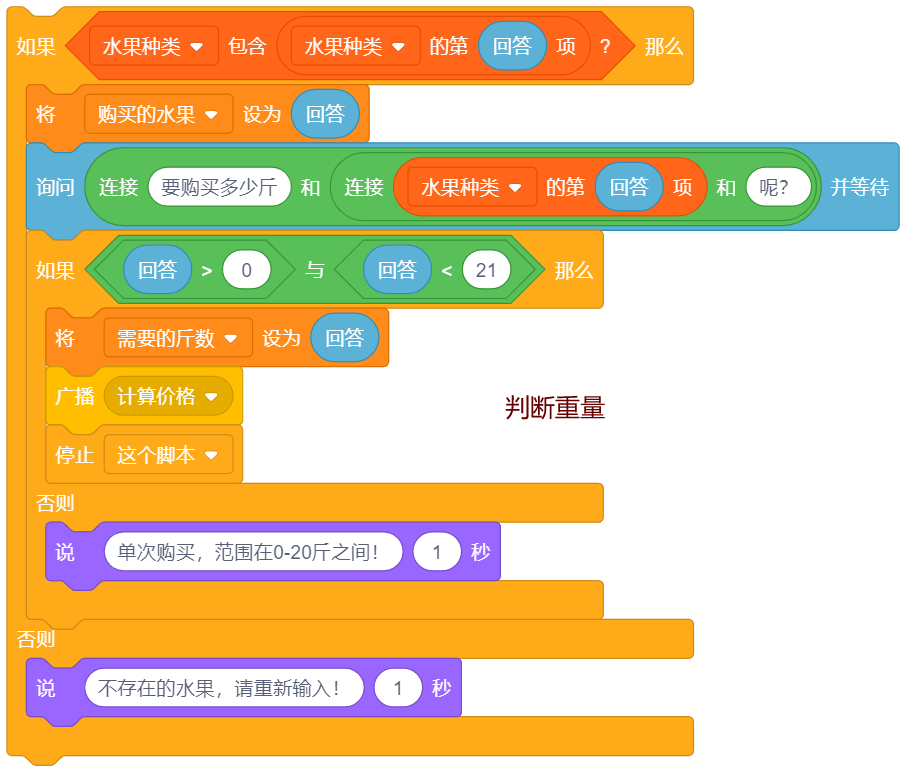 如果 水果种类 包含 水果种类 的第 回答 项 ? 那么
将 购买的水果 设为 回答
询问 连接 要购买多少斤 和 连接 水果种类 的第 回答 项 和 呢? 并等待
如果 回答 > 0 与 回答 < 21 那么
将 需要的斤数 设为 回答
广播 计算价格
判断重量
停止 这个脚本
否则
说 单次购买，范围在0-20斤之间！ 1 秒
否则
说 不存在的水果，请重新输入！ 1 秒